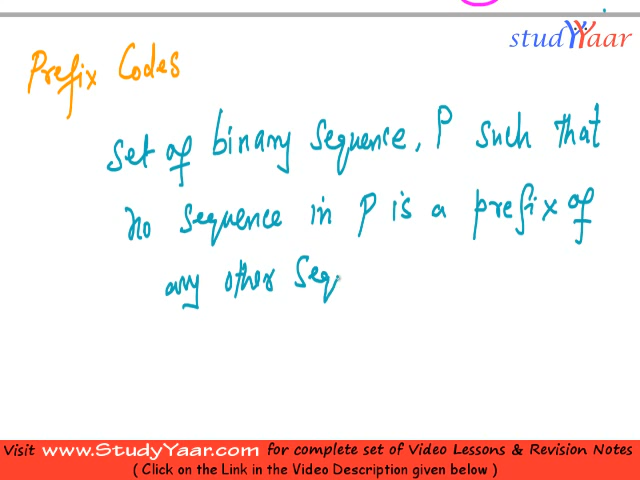 studYYaar
Prefix Codes
Set of binary Sequence, P such that
no sequence in P is a prefix of
any other Seq
Visit www.StudyYaar.com for complete set of Video Lessons & Revision Notes
( Click on the Link in the Video Description given below )